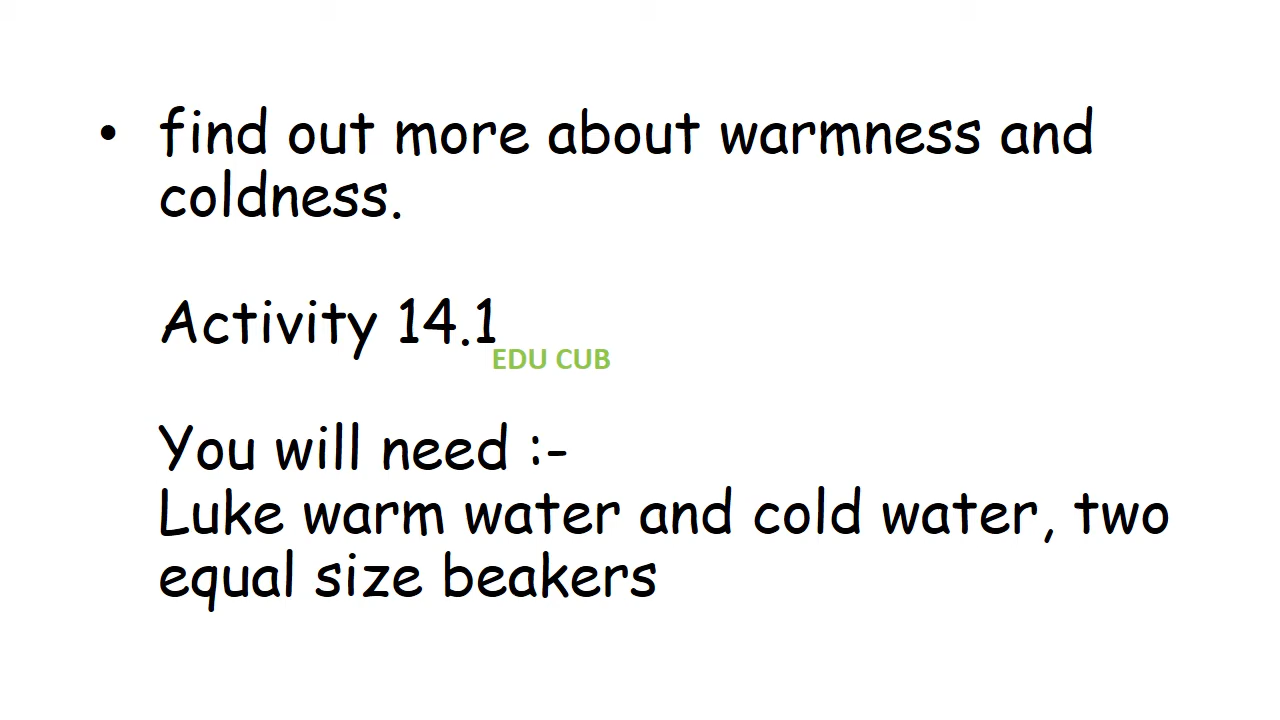 • find out more about warmness and
coldness.
Activity 14.1
EDU CUB
You will need :-
Luke warm water and cold water, two
equal size beakers